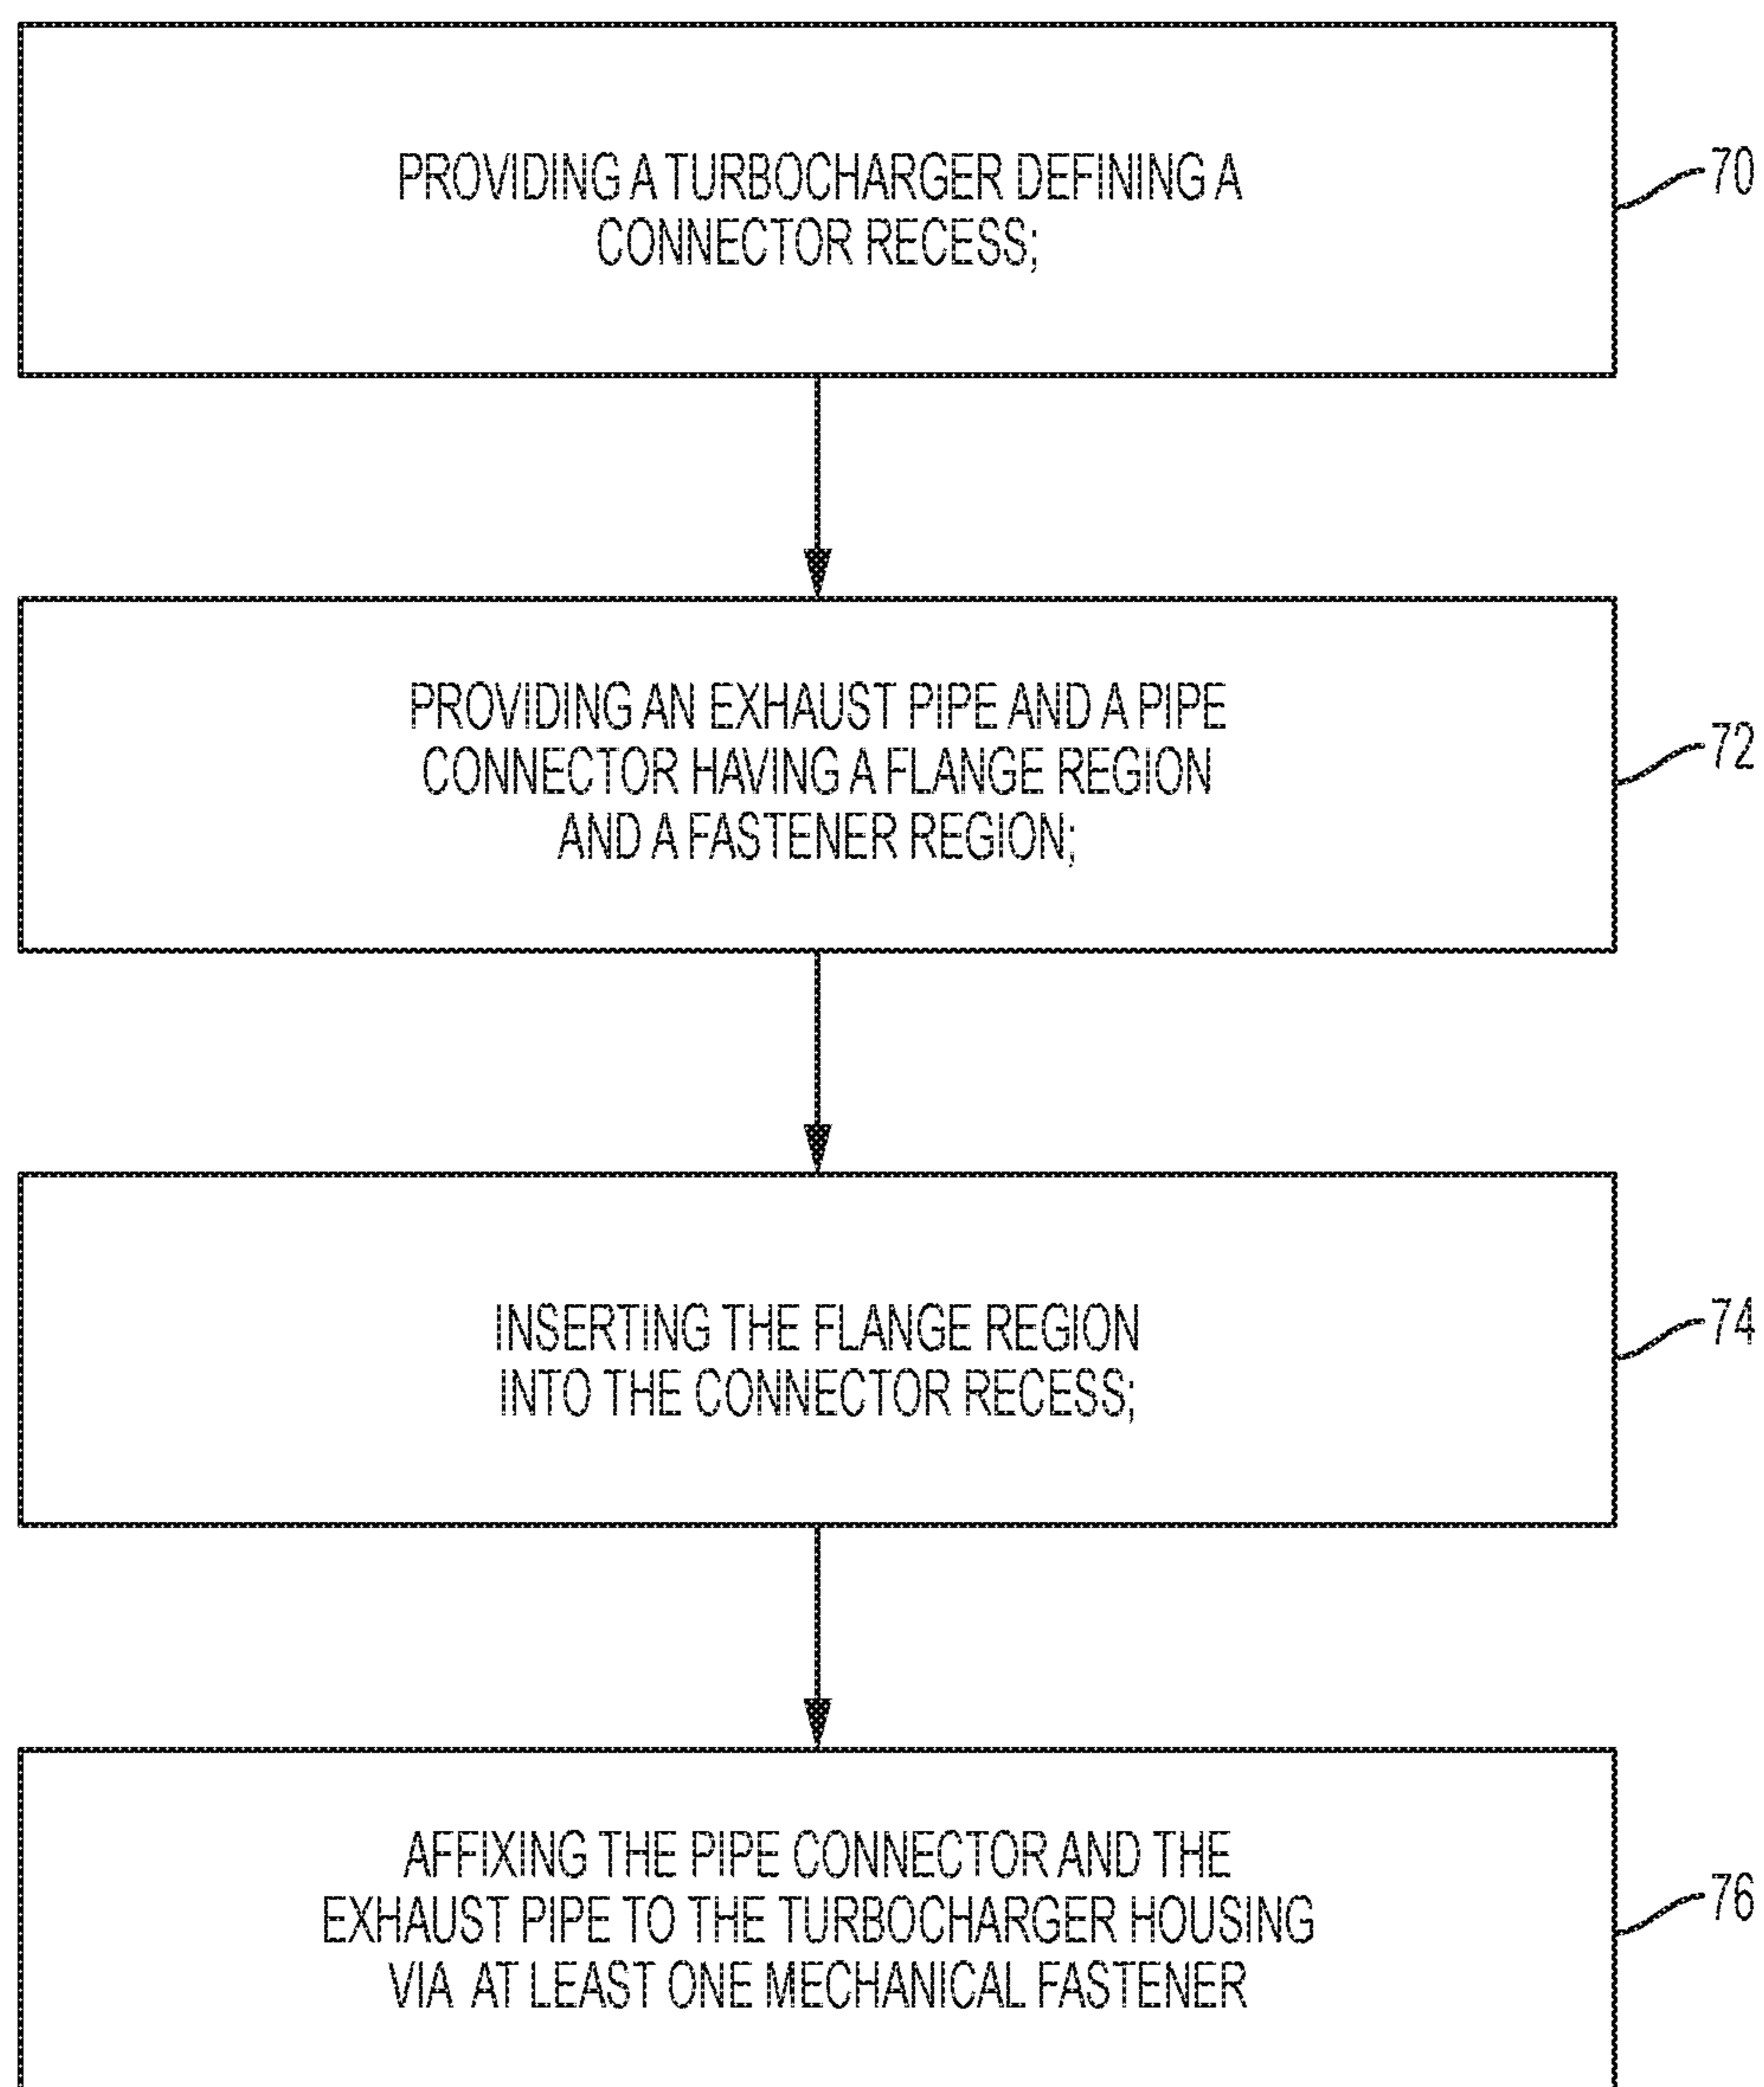 PROVIDING A TURBOCHARGER DEFINING A
CONNECTOR RECESS;
70
PROVIDING AN EXHAUST PIPE AND A PIPE
CONNECTOR HAVING A FLANGE REGION
AND A FASTENER REGION;
72
INSERTING THE FLANGE REGION
INTO THE CONNECTOR RECESS;
74
AFFIXING THE PIPE CONNECTOR AND THE
EXHAUST PIPE TO THE TURBOCHARGER HOUSING
VIA AT LEAST ONE MECHANICAL FASTENER
76